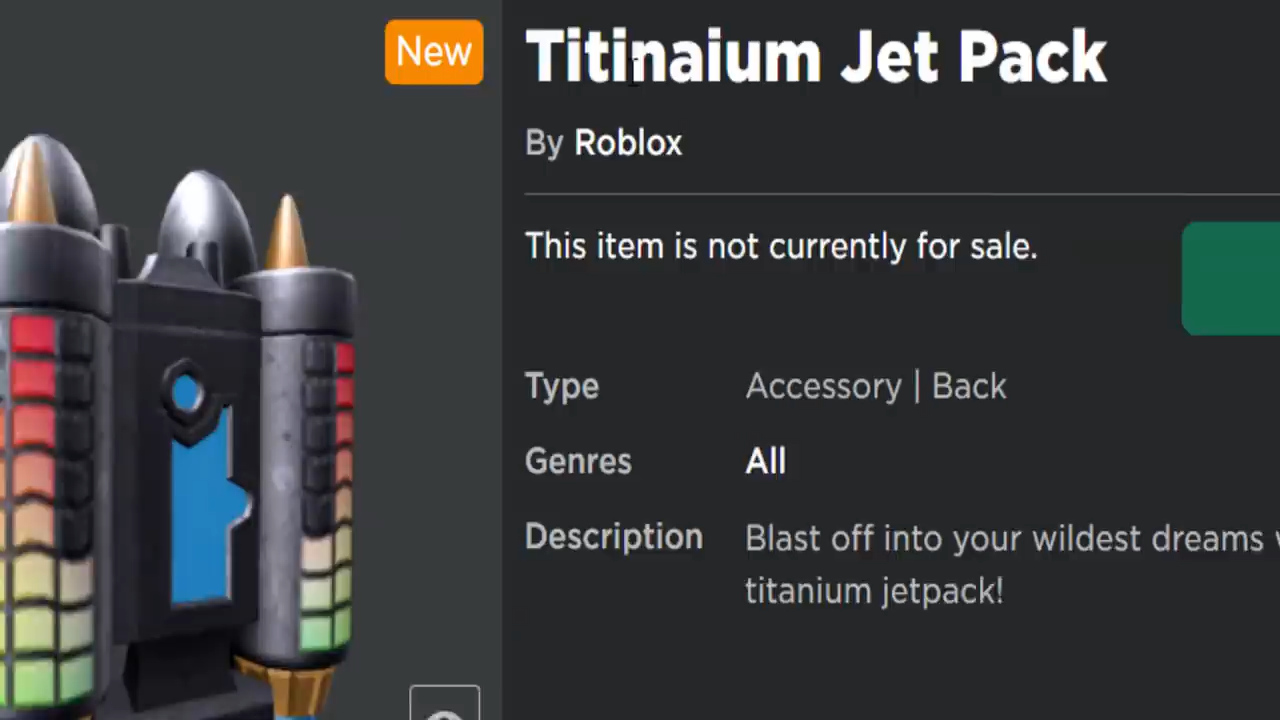 New
Titinaium Jet Pack
By Roblox
This item is not currently for sale.
Type Accessory | Back
Genres All
Description Blast off into your wildest dreams
titanium jetpack!